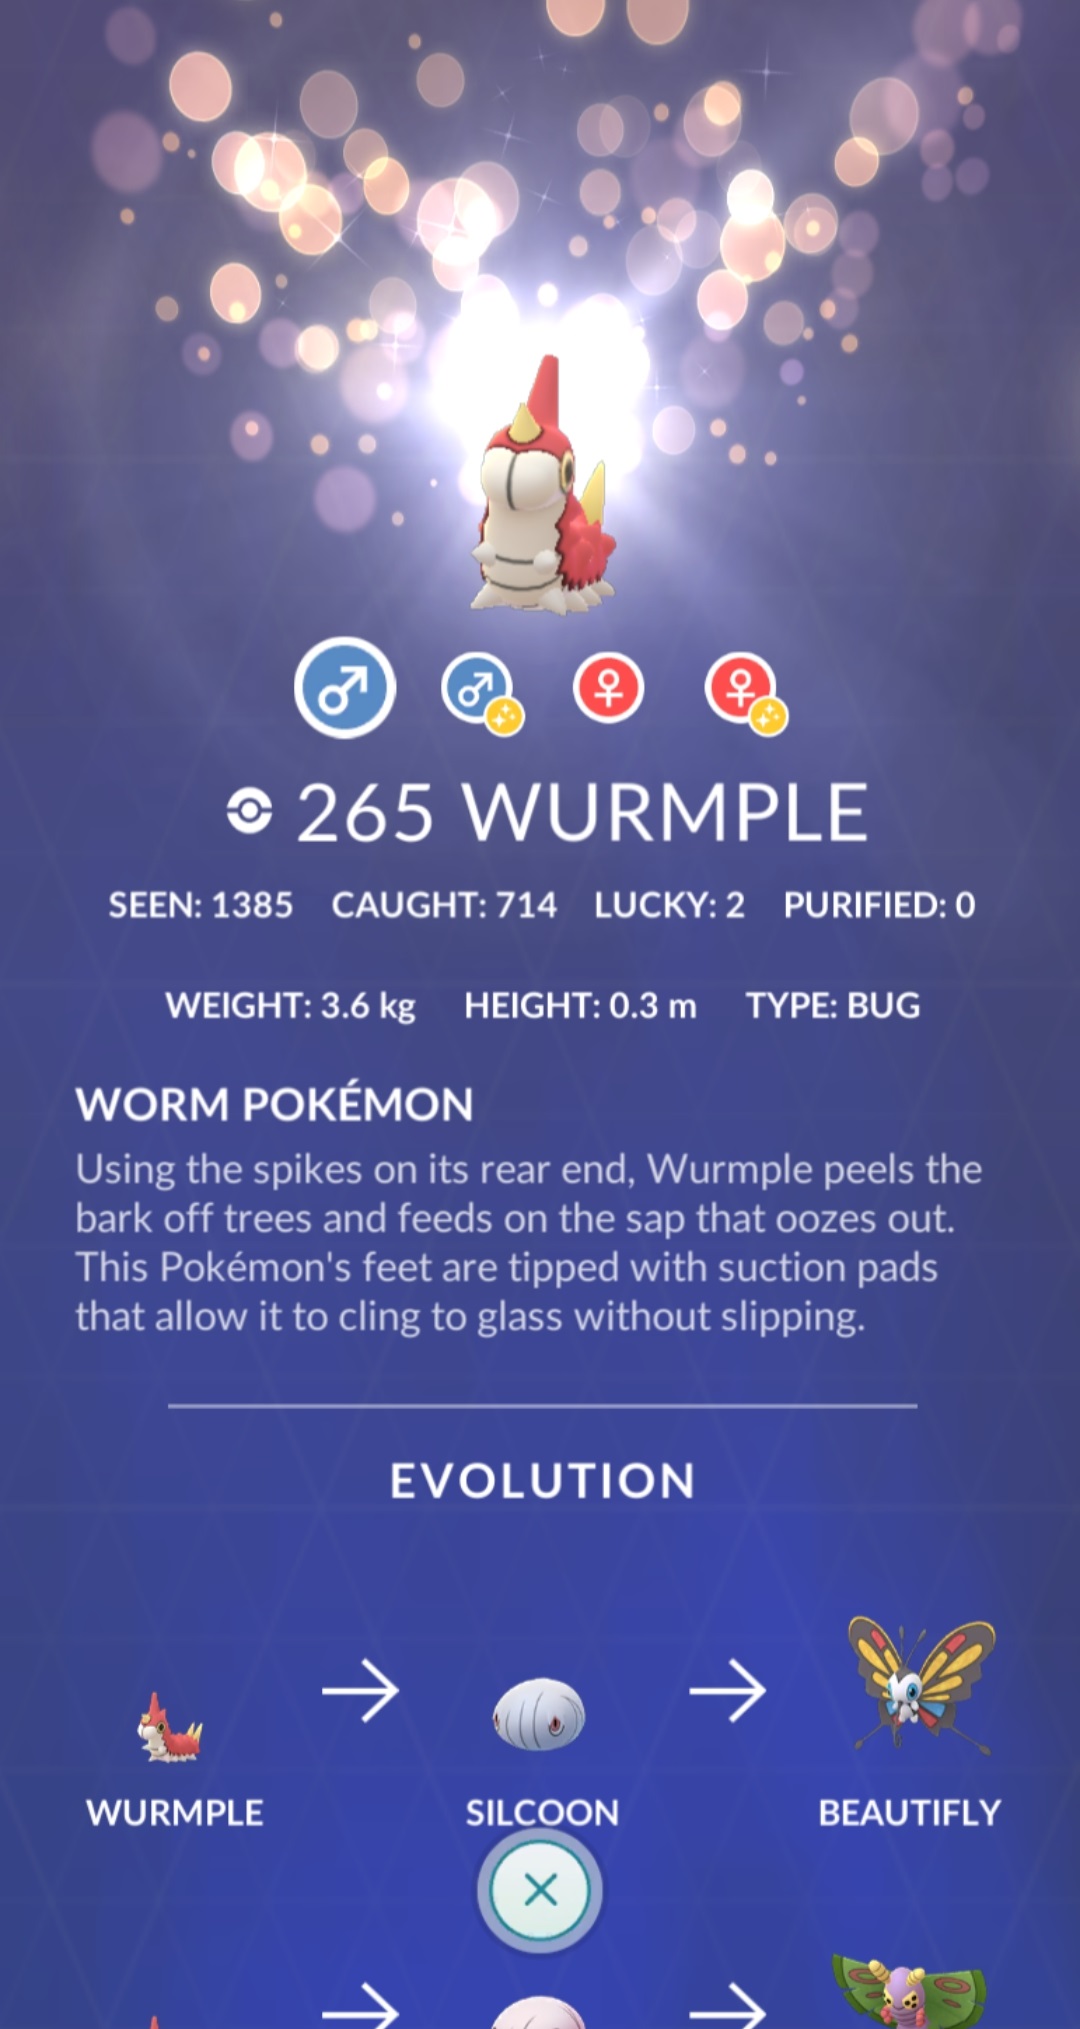 265 WURMPLE
SEEN: 1385 CAUGHT: 714 LUCKY: 2 PURIFIED: 0
WEIGHT: 3.6 kg HEIGHT: 0.3 m TYPE: BUG
WORM POKÉMON
Using the spikes on its rear end, Wurmple peels the
bark off trees and feeds on the sap that oozes out.
This Pokémon's feet are tipped with suction pads
that allow it to cling to glass without slipping.
EVOLUTION
WURMPLE SILCOON BEAUTIFLY